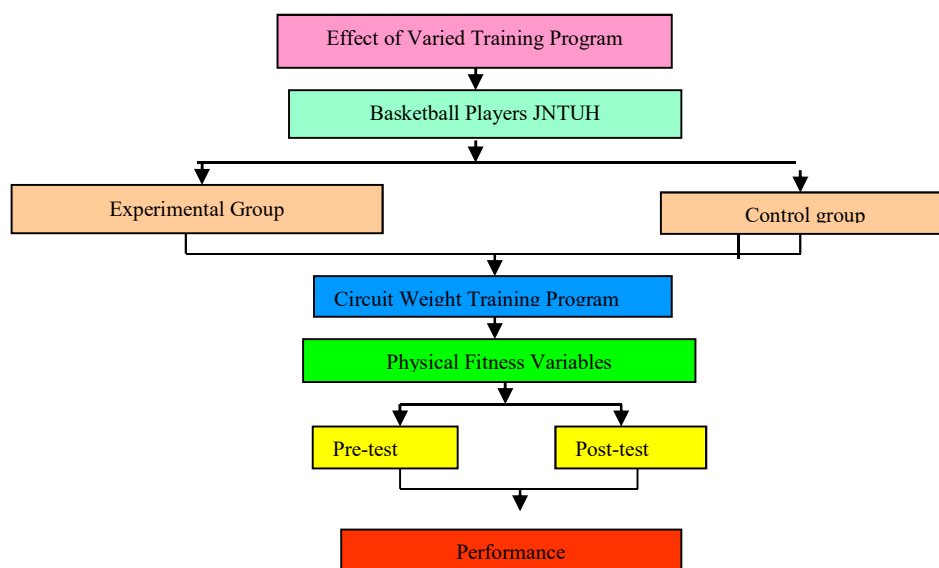 Effect of Varied Training Program
Basketball Players JNTUH
Experimental Group
Control group
Circuit Weight Training Program
Physical Fitness Variables
Pre-test
Post-test
Performance